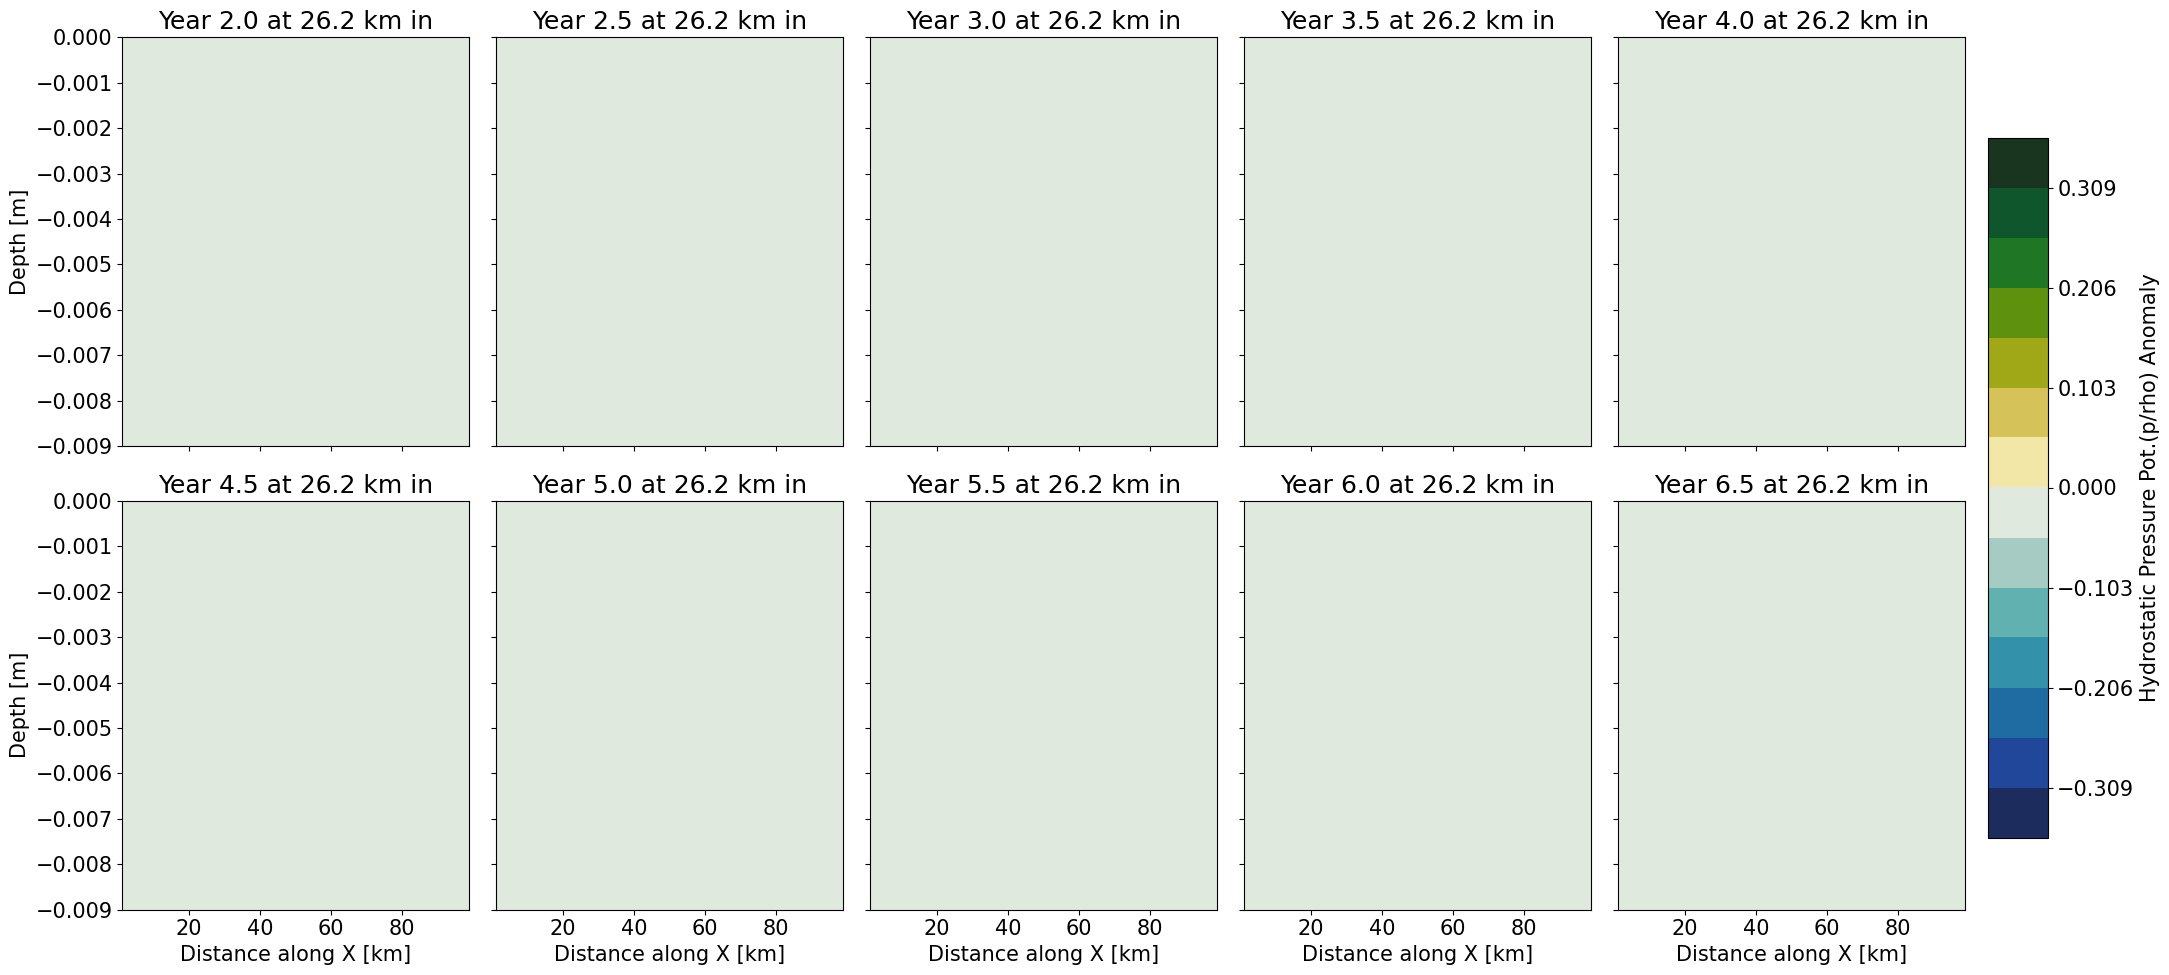 Year 2.0 at 26.2 km in
Year 2.5 at 26.2 km in
Year 3.0 at 26.2 km in
Year 3.5 at 26.2 km in
Year 4.0 at 26.2 km in
0.000
−0.001
−0.002
−0.003
−0.004
−0.005
−0.006
−0.007
−0.008
−0.009
Depth [m]
Year 4.5 at 26.2 km in
Year 5.0 at 26.2 km in
Year 5.5 at 26.2 km in
Year 6.0 at 26.2 km in
Year 6.5 at 26.2 km in
0.000
−0.001
−0.002
−0.003
−0.004
−0.005
−0.006
−0.007
−0.008
−0.009
Depth [m]
20 40 60 80
20 40 60 80
20 40 60 80
20 40 60 80
20 40 60 80
Distance along X [km]
Distance along X [km]
Distance along X [km]
Distance along X [km]
Distance along X [km]
0.309
0.206
0.103
0.000
−0.103
−0.206
−0.309
Hydrostatic Pressure Pot.(p/rho) Anomaly